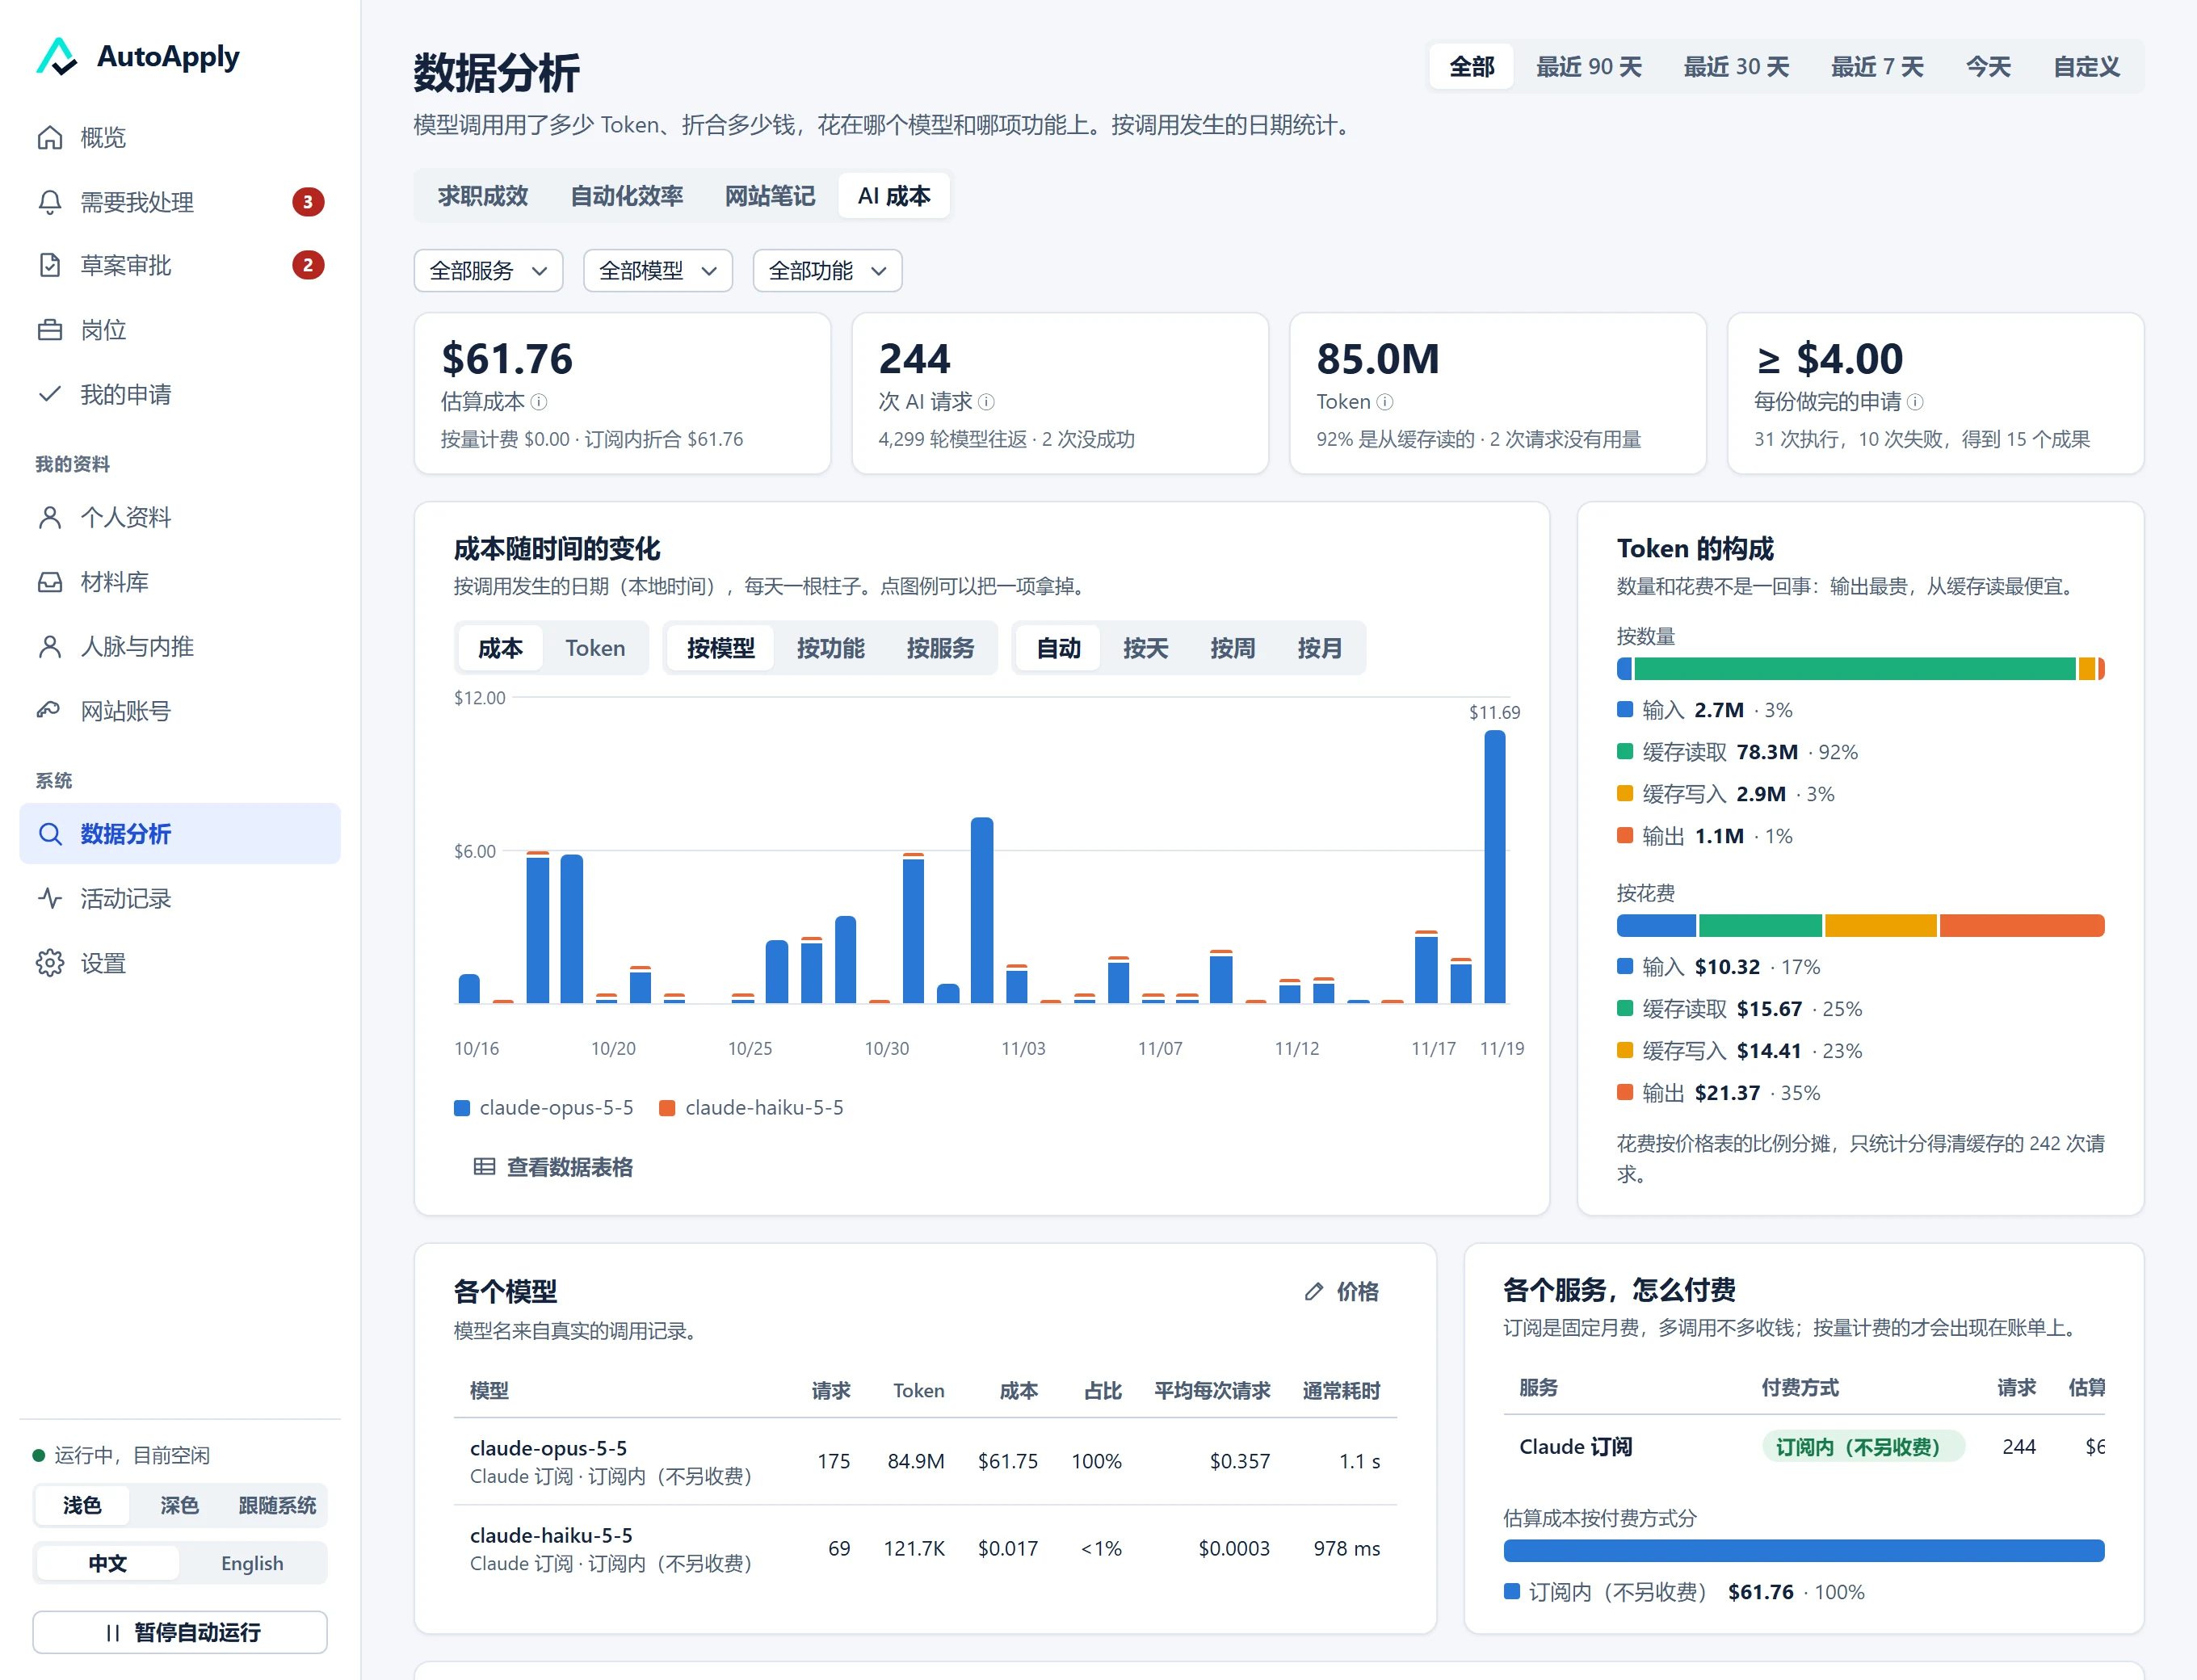 AutoApply
概览
需要我处理
3
草案审批
2
岗位
我的申请
我的资料
个人资料
材料库
人脉与内推
网站账号
系统
数据分析
活动记录
设置
运行中，目前空闲
浅色 深色 跟随系统
中文 English
暂停自动运行
数据分析
模型调用用了多少 Token、折合多少钱，花在哪个模型和哪项功能上。按调用发生的日期统计。
全部 最近 90 天 最近 30 天 最近 7 天 今天 自定义
求职成效 自动化效率 网站笔记 AI 成本
全部服务 全部模型 全部功能
$61.76
估算成本
按量计费 $0.00 · 订阅内折合 $61.76
244
次 AI 请求
4,299 轮模型往返 · 2 次没成功
85.0M
Token
92% 是从缓存读的 · 2 次请求没有用量
≥ $4.00
每份做完的申请
31 次执行，10 次失败，得到 15 个成果
成本随时间的变化
按调用发生的日期（本地时间），每天一根柱子。点图例可以把一项拿掉。
成本 Token 按模型 按功能 按服务 自动 按天 按周 按月
$12.00
$11.69
$6.00
10/16 10/20 10/25 10/30 11/03 11/07 11/12 11/17 11/19
claude-opus-5-5 claude-haiku-5-5
查看数据表格
Token 的构成
数量和花费不是一回事：输出最贵，从缓存读最便宜。
按数量
输入 2.7M · 3%
缓存读取 78.3M · 92%
缓存写入 2.9M · 3%
输出 1.1M · 1%
按花费
输入 $10.32 · 17%
缓存读取 $15.67 · 25%
缓存写入 $14.41 · 23%
输出 $21.37 · 35%
花费按价格表的比例分摊，只统计分得清缓存的 242 次请
求。
各个模型
价格
模型名来自真实的调用记录。
模型 请求 Token 成本 占比 平均每次请求 通常耗时
claude-opus-5-5
Claude 订阅 · 订阅内（不另收费）
175 84.9M $61.75 100% $0.357 1.1 s
claude-haiku-5-5
Claude 订阅 · 订阅内（不另收费）
69 121.7K $0.017 <1% $0.0003 978 ms
各个服务，怎么付费
订阅是固定月费，多调用不多收钱；按量计费的才会出现在账单上。
服务 付费方式 请求 估算
Claude 订阅 订阅内（不另收费） 244 $6
估算成本按付费方式分
订阅内（不另收费） $61.76 · 100%